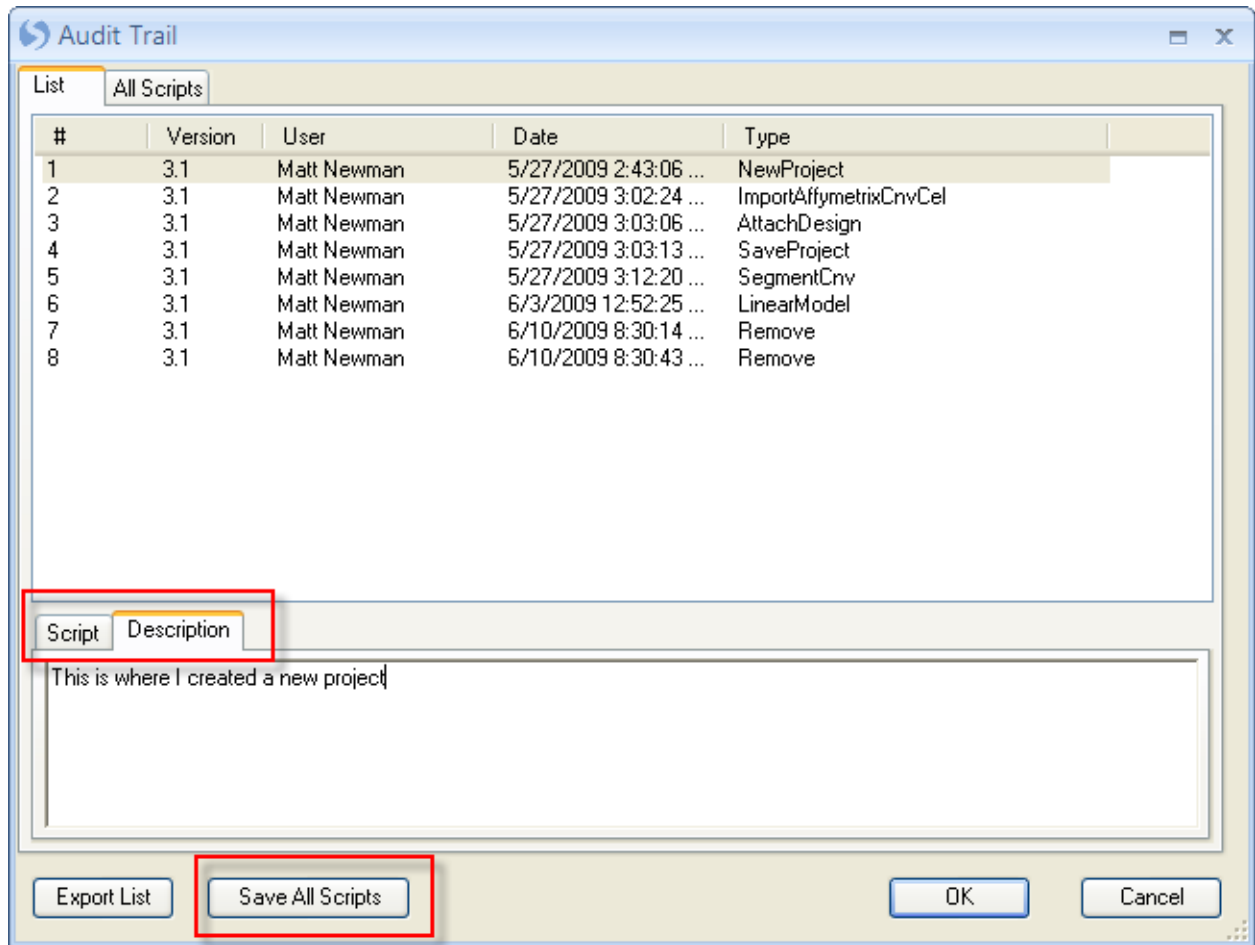 Audit Trail
List All Scripts
# Version User Date Type
1 3.1 Matt Newman 5/27/2009 2:43:06 ... NewProject
2 3.1 Matt Newman 5/27/2009 3:02:24 ... ImportAffymetrixCnvCel
3 3.1 Matt Newman 5/27/2009 3:03:06 ... AttachDesign
4 3.1 Matt Newman 5/27/2009 3:03:13 ... SaveProject
5 3.1 Matt Newman 5/27/2009 3:12:20 ... SegmentCnv
6 3.1 Matt Newman 6/3/2009 12:52:25 ... LinearModel
7 3.1 Matt Newman 6/10/2009 8:30:14 ... Remove
8 3.1 Matt Newman 6/10/2009 8:30:43 ... Remove
Script Description
This is where I created a new project
Export List Save All Scripts OK Cancel